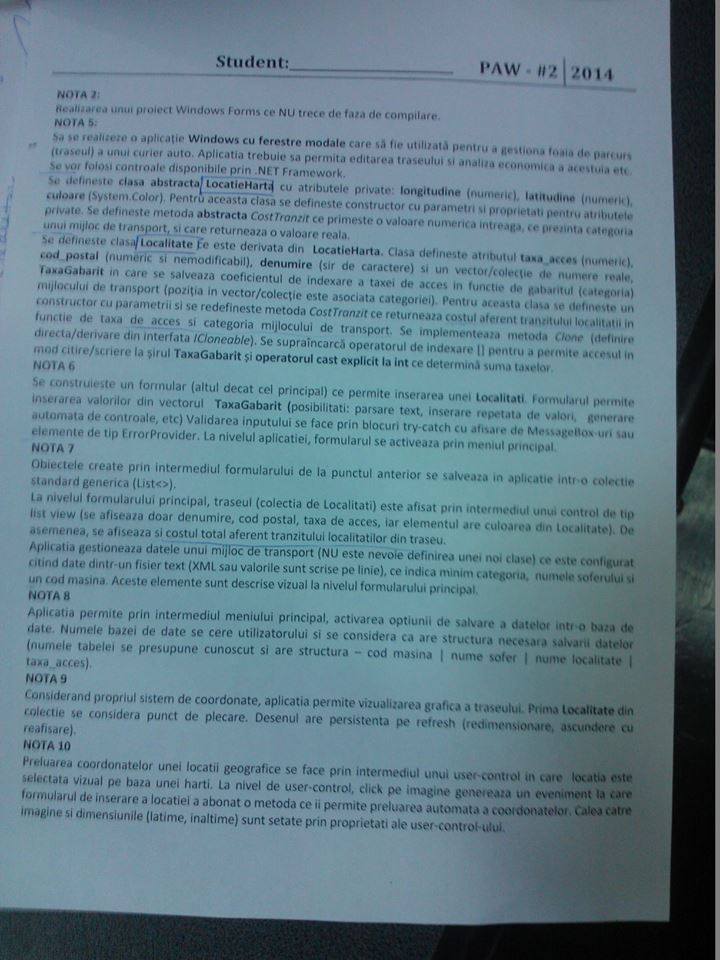 Student:
PAW - #2 | 2014
NOTA 2:
Realizarea unui proiect Windows Forms ce NU trece de faza de compilare.
NOTA 5:
Sa se realizeze o aplicație Windows cu ferestre modale care să fie utilizată pentru a gestiona foaia de parcurs
(traseul) a unui curier auto. Aplicatia trebuie sa permita editarea traseului si analiza economica a acestuia etc.
Se vor folosi controale disponibile prin .NET Framework.
Se defineste clasa abstracta LocatieHarta cu atributele private: longitudine (numeric), latitudine (numeric),
culoare (System.Color). Pentru aceasta clasa se defineste constructor cu parametri si proprietati pentru atributele
private. Se defineste metoda abstracta CostTranzit ce primeste o valoare numerica intreaga, ce prezinta categoria
unui mijloc de transport, si care returneaza o valoare reala.
Se defineste clasa Localitate ce este derivata din LocatieHarta. Clasa defineste atributul taxa_acces (numeric),
cod_postal (numeric si nemodificabil), denumire (sir de caractere) si un vector/colecție de numere reale,
TaxaGabarit in care se salveaza coeficientul de indexare a taxei de acces in functie de gabaritul (categoria)
mijlocului de transport (poziția in vector/colecție este asociata categoriei). Pentru aceasta clasa se defineste un
constructor cu parametrii si se redefineste metoda CostTranzit ce returneaza costul aferent tranzitului localitatii in
functie de taxa de acces si categoria mijlocului de transport. Se implementeaza metoda Clone (definire
directa/derivare din interfata ICloneable). Se supraîncarcă operatorul de indexare [] pentru a permite accesul in
mod citire/scriere la șirul TaxaGabarit și operatorul cast explicit la int ce determină suma taxelor.
NOTA 6
Se construieste un formular (altul decat cel principal) ce permite inserarea unei Localitati. Formularul permite
inserarea valorilor din vectorul TaxaGabarit (posibilitati: parsare text, inserare repetata de valori, generare
automata de controale, etc) Validarea inputului se face prin blocuri try-catch cu afisare de MessageBox-uri sau
elemente de tip ErrorProvider. La nivelul aplicatiei, formularul se activeaza prin meniul principal.
NOTA 7
Obiectele create prin intermediul formularului de la punctul anterior se salveaza in aplicatie intr-o colectie
standard generica (List<>).
La nivelul formularului principal, traseul (colectia de Localitati) este afisat prin intermediul unui control de tip
list view (se afiseaza doar denumire, cod postal, taxa de acces, iar elementul are culoarea din Localitate). De
asemenea, se afiseaza si costul total aferent tranzitului localitatilor din traseu.
Aplicatia gestioneaza datele unui mijloc de transport (NU este nevoie definirea unei noi clase) ce este configurat
citind date dintr-un fisier text (XML sau valorile sunt scrise pe linie), ce indica minim categoria, numele soferului si
un cod masina. Aceste elemente sunt descrise vizual la nivelul formularului principal.
NOTA 8
Aplicatia permite prin intermediul meniului principal, activarea optiunii de salvare a datelor intr-o baza de
date. Numele bazei de date se cere utilizatorului si se considera ca are structura necesara salvarii datelor
(numele tabelei se presupune cunoscut si are structura – cod masina | nume sofer | nume localitate |
taxa_acces).
NOTA 9
Considerand propriul sistem de coordonate, aplicatia permite vizualizarea grafica a traseului. Prima Localitate din
colectie se considera punct de plecare. Desenul are persistenta pe refresh (redimensionare, ascundere cu
reafisare).
NOTA 10
Preluarea coordonatelor unei locatii geografice se face prin intermediul unui user-control in care locatia este
selectata vizual pe baza unei harti. La nivel de user-control, click pe imagine genereaza un eveniment la care
formularul de inserare a locatiei a abonat o metoda ce ii permite preluarea automata a coordonatelor. Calea catre
imagine si dimensiunile (latime, inaltime) sunt setate prin proprietati ale user-control-ului.